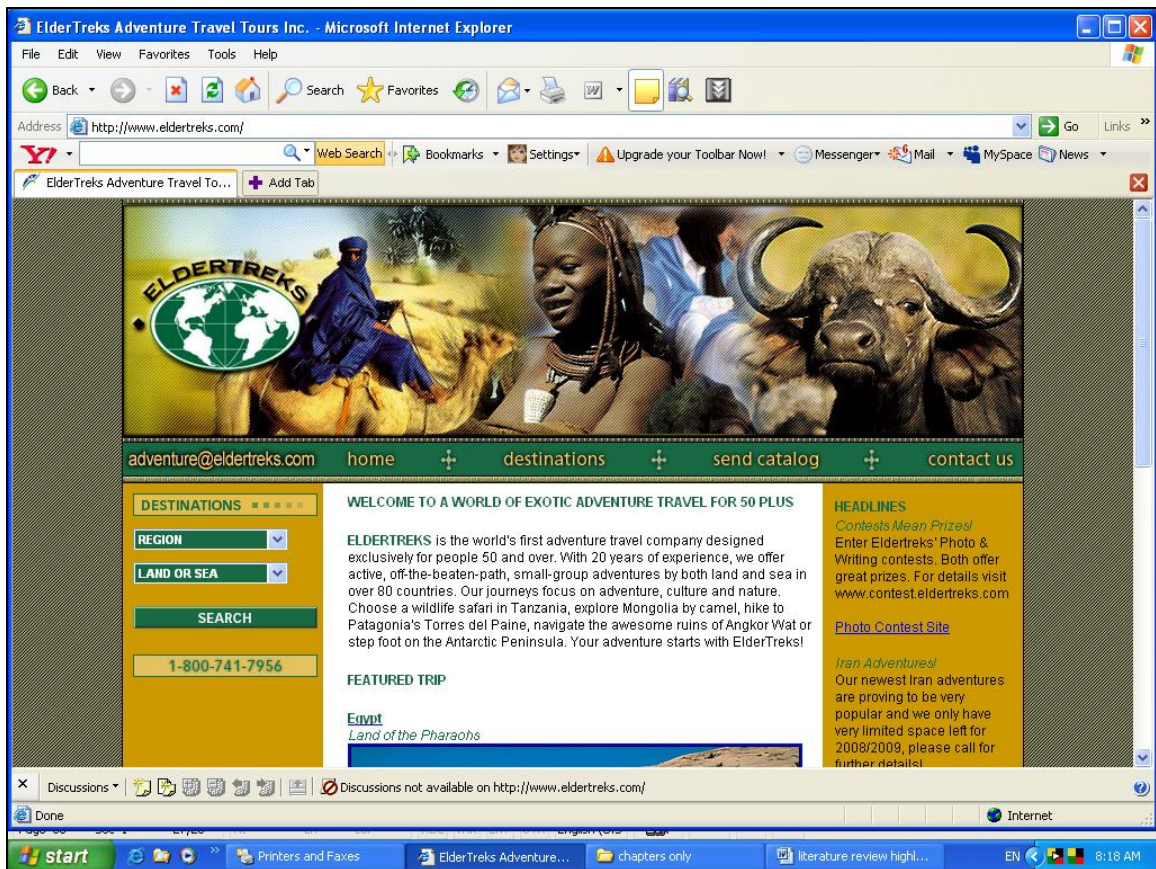 ElderTreks Adventure Travel Tours Inc. - Microsoft Internet Explorer
File Edit View Favorites Tools Help
Back Search Favorites
Address http://www.eldertreks.com/ Go Links »
Y! Web Search Bookmarks Settings Upgrade your Toolbar Now! Messenger Mail MySpace News
ElderTreks Adventure Travel To... Add Tab
ELDERTREKS
adventure@eldertreks.com home destinations send catalog contact us
DESTINATIONS
REGION
LAND OR SEA
SEARCH
1-800-741-7956
WELCOME TO A WORLD OF EXOTIC ADVENTURE TRAVEL FOR 50 PLUS
ELDERTREKS is the world's first adventure travel company designed
exclusively for people 50 and over. With 20 years of experience, we offer
active, off-the-beaten-path, small-group adventures by both land and sea in
over 80 countries. Our journeys focus on adventure, culture and nature.
Choose a wildlife safari in Tanzania, explore Mongolia by camel, hike to
Patagonia's Torres del Paine, navigate the awesome ruins of Angkor Wat or
step foot on the Antarctic Peninsula. Your adventure starts with ElderTreks!
FEATURED TRIP
Egypt
Land of the Pharaohs
HEADLINES
Contests Mean Prizes!
Enter Eldertreks' Photo &
Writing contests. Both offer
great prizes. For details visit
www.contest.eldertreks.com
Photo Contest Site
Iran Adventures!
Our newest Iran adventures
are proving to be very
popular and we only have
very limited space left for
2008/2009, please call for
further details!
Discussions Discussions not available on http://www.eldertreks.com/
Done Internet
start Printers and Faxes ElderTreks Adventure... chapters only literature review highl... EN 8:18 AM